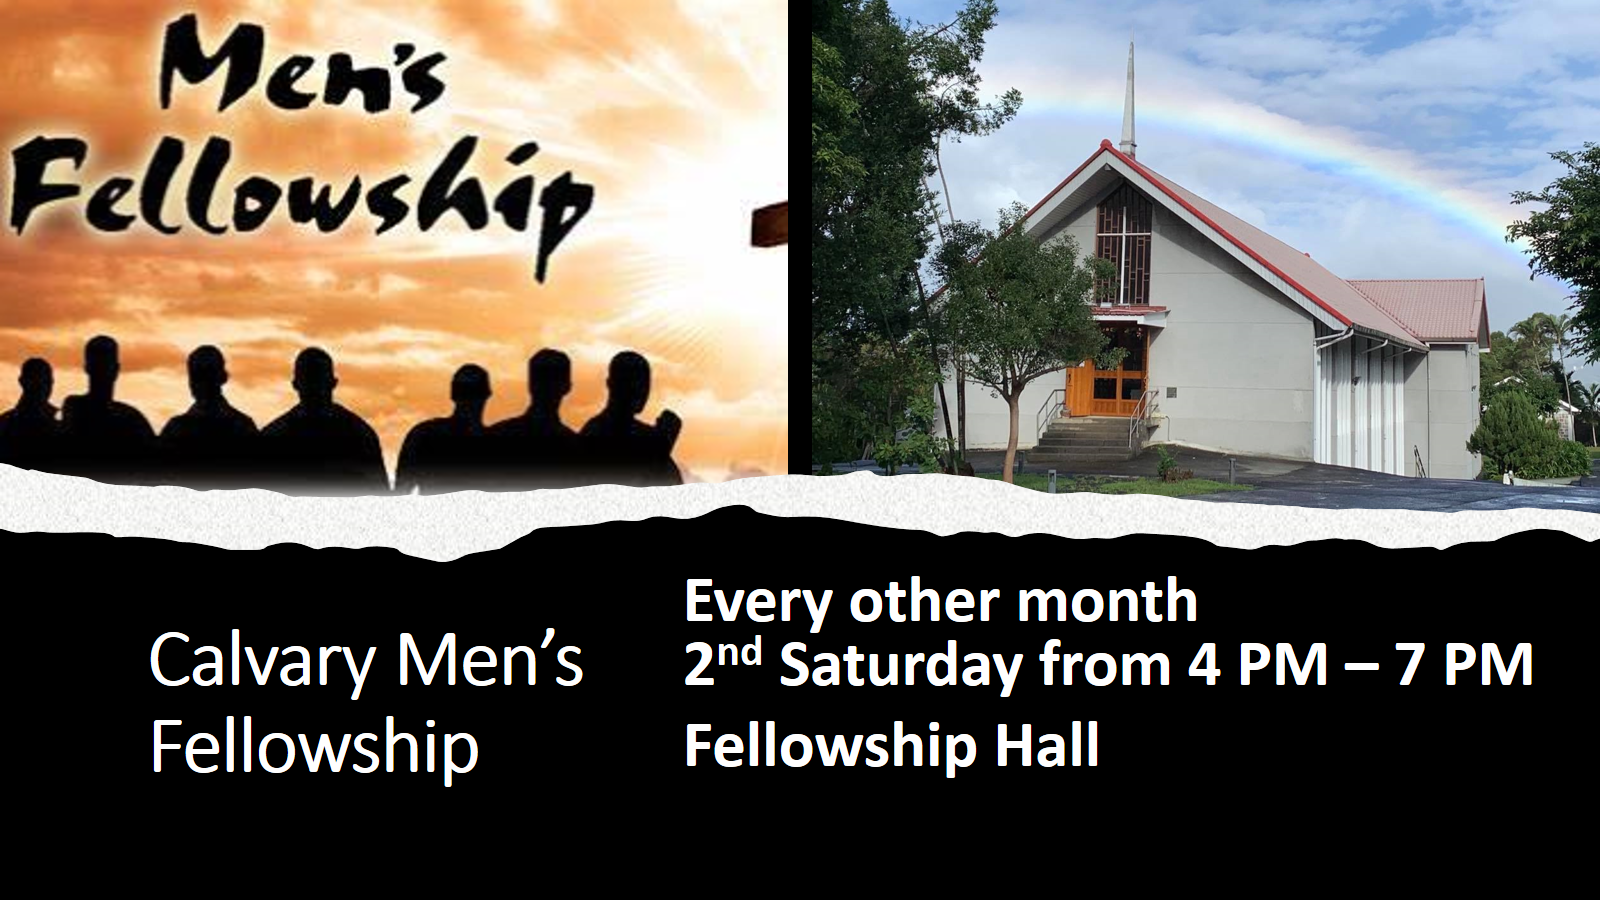 Men's
Fellowship
Calvary Men’s
Fellowship
Every other month
2nd Saturday from 4 PM – 7 PM
Fellowship Hall